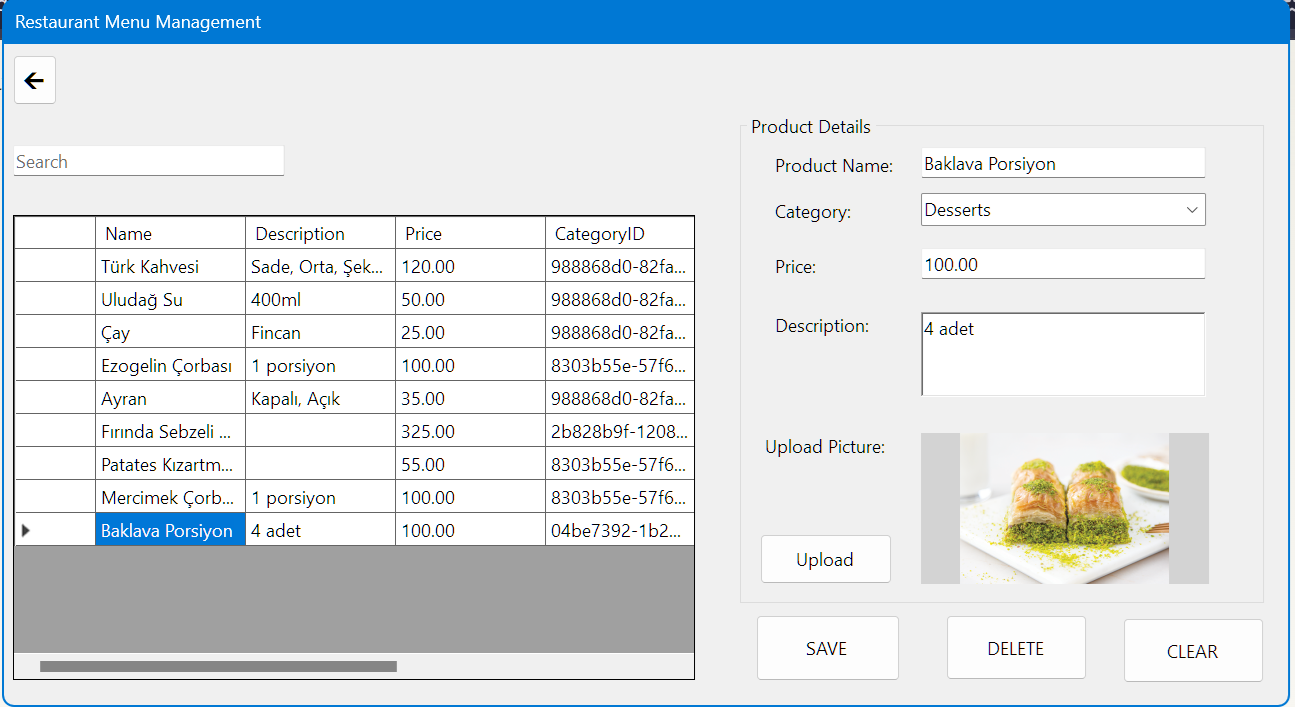 Restaurant Menu Management
Search
Name Description Price CategoryID
Türk Kahvesi Sade, Orta, Şek... 120.00 988868d0-82fa...
Uludağ Su 400ml 50.00 988868d0-82fa...
Çay Fincan 25.00 988868d0-82fa...
Ezogelin Çorbası 1 porsiyon 100.00 8303b55e-57f6...
Ayran Kapalı, Açık 35.00 988868d0-82fa...
Fırında Sebzeli ... 325.00 2b828b9f-1208...
Patates Kızartm... 55.00 8303b55e-57f6...
Mercimek Çorb... 1 porsiyon 100.00 8303b55e-57f6...
Baklava Porsiyon 4 adet 100.00 04be7392-1b2...
Product Details
Product Name: Baklava Porsiyon
Category: Desserts
Price: 100.00
Description: 4 adet
Upload Picture:
Upload
SAVE DELETE CLEAR